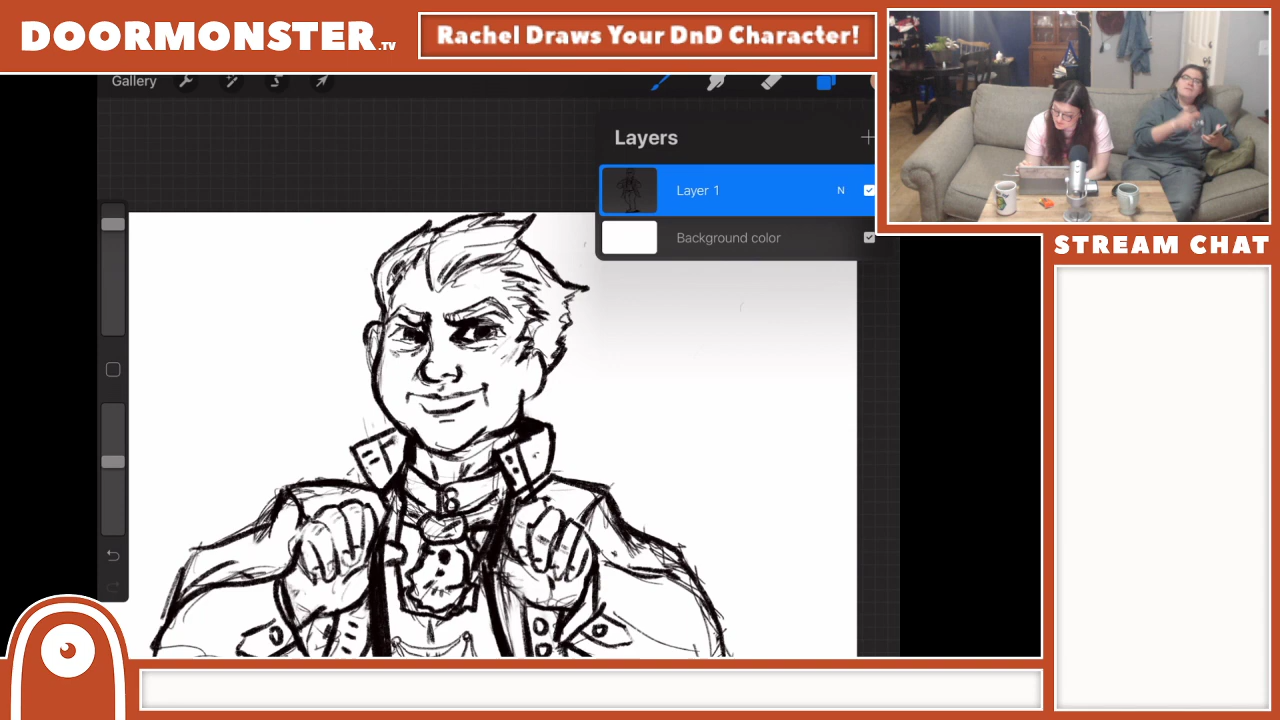 DOORMONSTER.TV
Rachel Draws Your DnD Character!
Gallery
Layers
Layer 1
N
Background color
STREAM CHAT